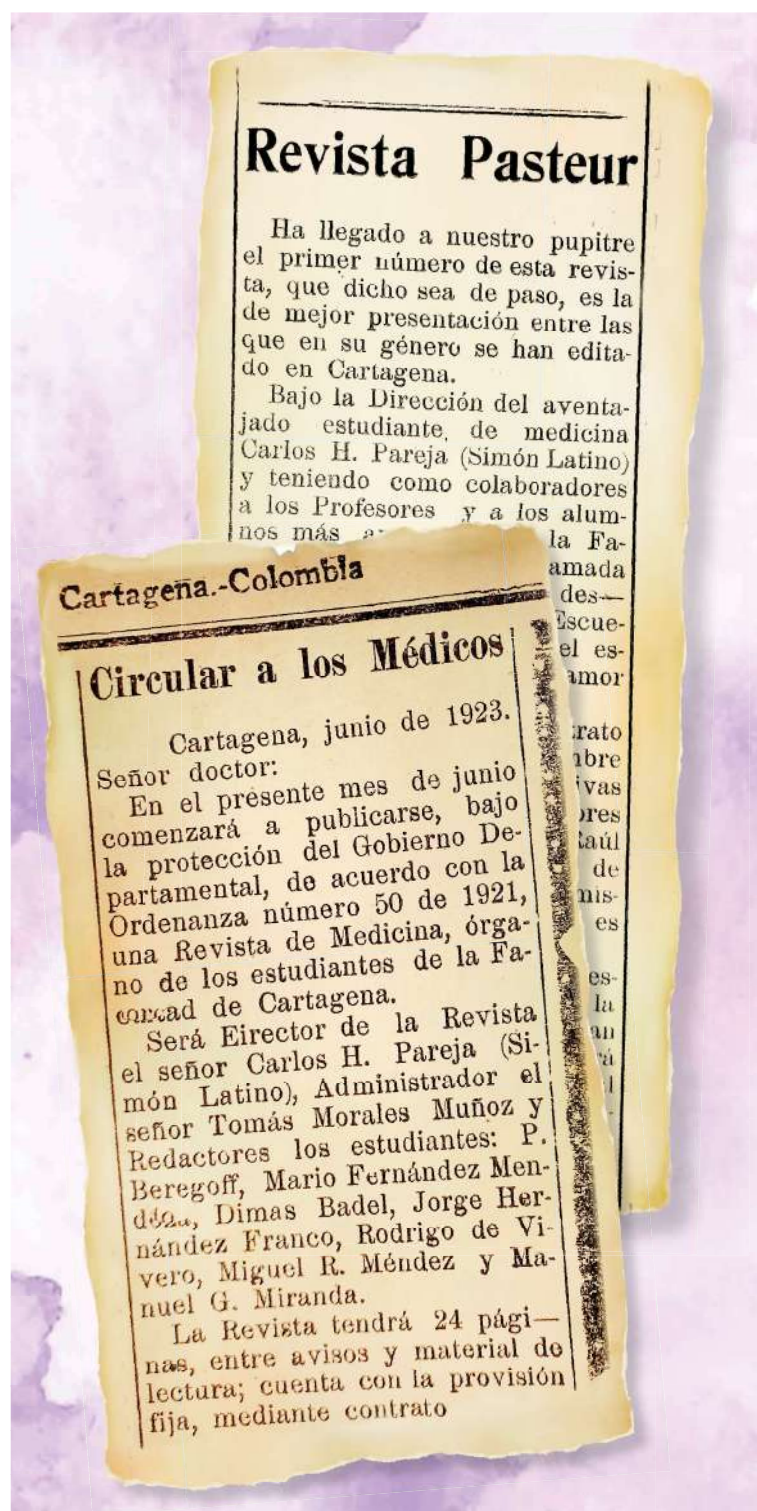 Revista Pasteur
Ha llegado a nuestro pupitre
el primer número de esta revis-
ta, que dicho sea de paso, es la
de mejor presentación entre las
que en su género se han edita-
do en Cartagena.
Bajo la Dirección del aventa-
jado estudiante, de medicina
Carlos H. Pareja (Simón Latino)
y teniendo como colaboradores
a los Profesores y a los alum-
nos más la Fa-
amada
des—
Escue-
el es-
amor
trato
bre
ivas
ores
Raúl
de
mis-
es
es-
la
an
Cartagena.-Colombia
Circular a los Médicos
Cartagena, junio de 1923.
Señor doctor:
En el presente mes de junio
comenzará a publicarse, bajo
la protección del Gobierno De-
partamental, de acuerdo con la
Ordenanza número 50 de 1921,
una Revista de Medicina, órga-
no de los estudiantes de la Fa-
de Cartagena.
Será Eirector de la Revista
el señor Carlos H. Pareja (Si-
món Latino), Administrador el
señor Tomás Morales Muñoz y
Redactores los estudiantes: P.
Beregoff, Mario Fernández Men-
Dimas Badel, Jorge Her-
nández Franco, Rodrigo de Vi-
vero, Miguel R. Méndez y Ma-
nuel G. Miranda.
La Revista tendrá 24 pági—
nas, entre avisos y material de
lectura; cuenta con la provisión
fija, mediante contrato